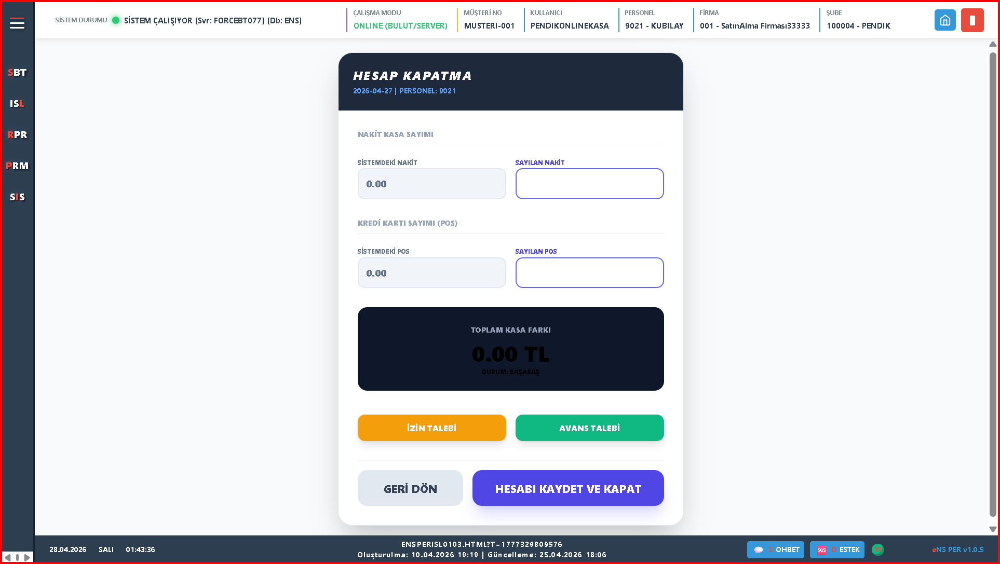 SİSTEM DURUMU SİSTEM ÇALIŞIYOR [Svr: FORCEBT077] [Db: ENS]
ÇALIŞMA MODU
ONLINE (BULUT/SERVER)
MÜŞTERİ NO
MUSTERI-001
KULLANICI
PENDIKONLINEKASA
PERSONEL
9021 - KUBILAY
FİRMA
001 - SatınAlma Firması33333
ŞUBE
100004 - PENDIK
SBT
ISL
RPR
PRM
SIS
HESAP KAPATMA
2026-04-27 | PERSONEL: 9021
NAKİT KASA SAYIMI
SİSTEMDEKİ NAKİT
SAYILAN NAKİT
0.00
KREDİ KARTI SAYIMI (POS)
SİSTEMDEKİ POS
SAYILAN POS
0.00
TOPLAM KASA FARKI
0.00 TL
DURUM: BAŞABAŞ
İZİN TALEBİ
AVANS TALEBİ
GERİ DÖN
HESABI KAYDET VE KAPAT
28.04.2026 SALI 01:43:36
ENSPERISL0103.HTML?T=1777329809576
Oluşturulma: 10.04.2026 19:19 | Güncelleme: 25.04.2026 18:06
SOHBET
SOS DESTEK
11
eNS PER v1.0.5